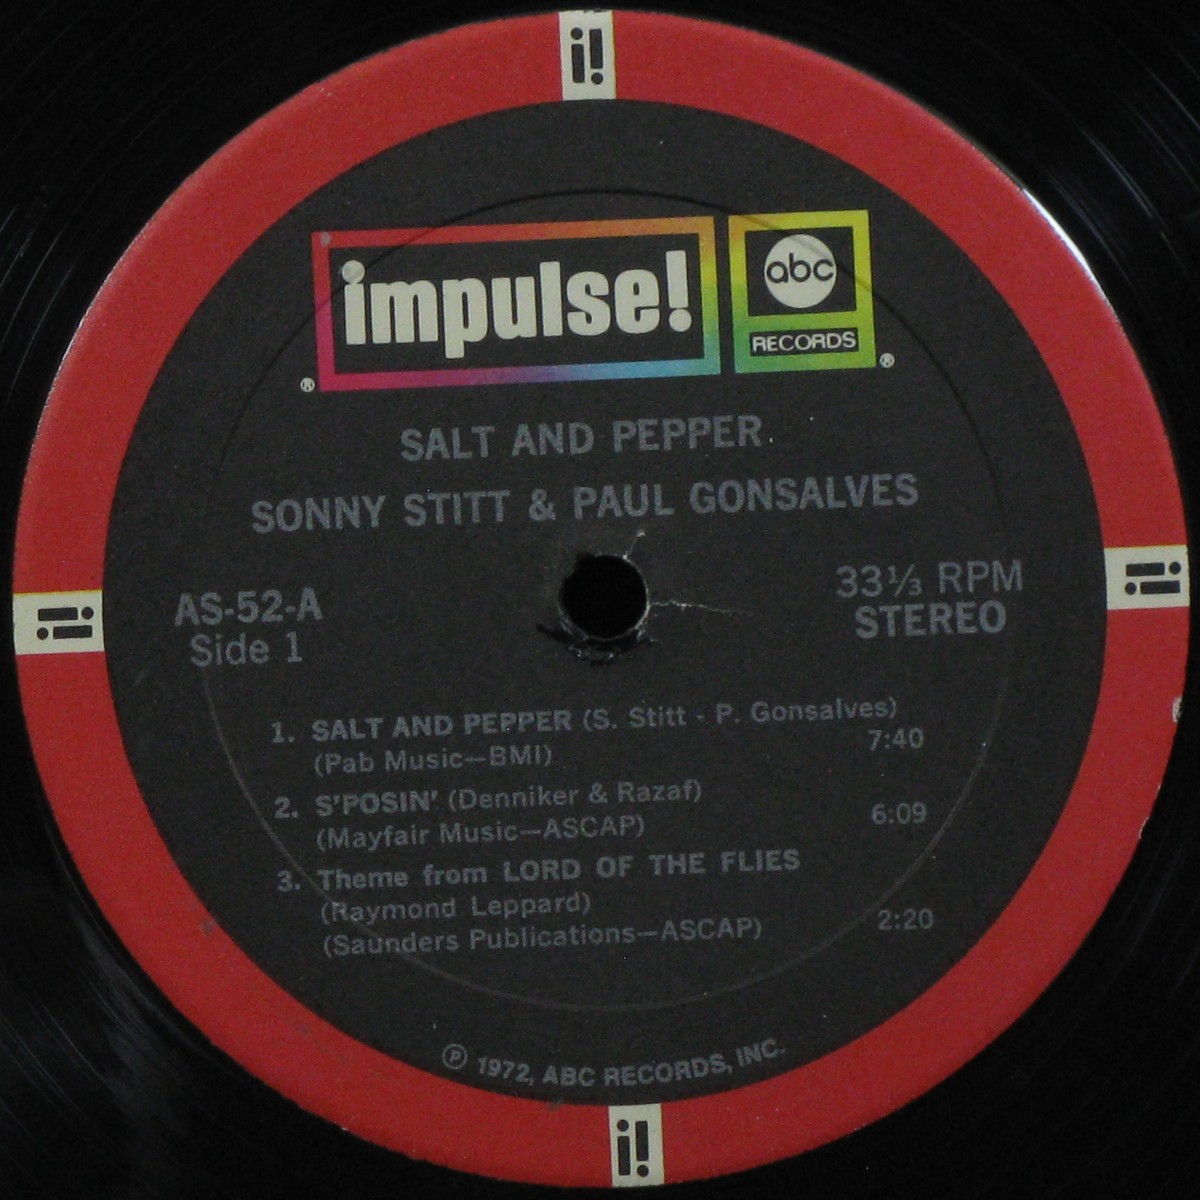 i!
impulse!
abc
RECORDS
® ®
SALT AND PEPPER
SONNY STITT & PAUL GONSALVES
AS-52-A
Side 1
33⅓ RPM
STEREO
1. SALT AND PEPPER (S. Stitt - P. Gonsalves)
(Pab Music—BMI) 7:40
2. S'POSIN' (Denniker & Razaf)
(Mayfair Music—ASCAP) 6:09
3. Theme from LORD OF THE FLIES
(Raymond Leppard)
(Saunders Publications—ASCAP) 2:20
℗ 1972, ABC RECORDS, INC.
i!
i!
i!